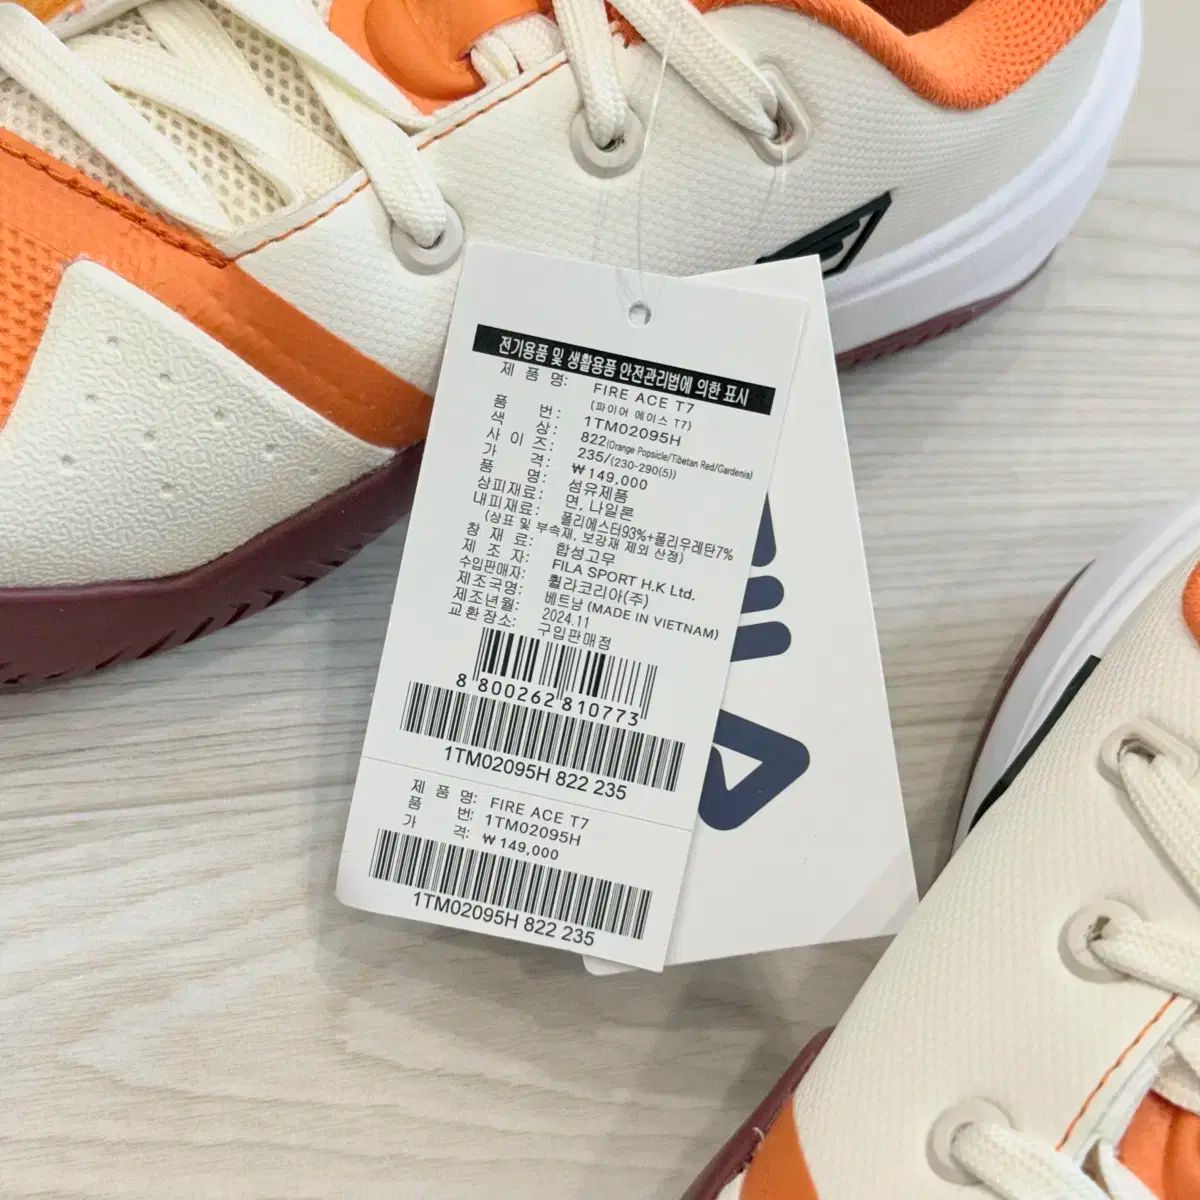 전기용품 및 생활용품 안전관리법에 의한 표시
제 품 명: FIRE ACE T7
(파이어 에이스 T7)
품 번: 1TM02095H
색 상: 822(Orange Popsicle/Tibetan Red/Gardenia)
사 이 즈: 235/(230-290(5))
가 격: ₩149,000
품 명: 섬유제품
상피재료: 면, 나일론
내피재료: 폴리에스터93%+폴리우레탄7%
(상표 및 부속재, 보강재 제외 산정)
창 재 료: 합성고무
제 조 자: FILA SPORT H.K Ltd.
수입판매자: 휠라코리아(주)
제조국명: 베트남 (MADE IN VIETNAM)
제조년월: 2024.11
교환장소: 구입판매점
8 800262 810773
1TM02095H 822 235
제 품 명: FIRE ACE T7
품 번: 1TM02095H
가 격: ₩149,000
1TM02095H 822 235